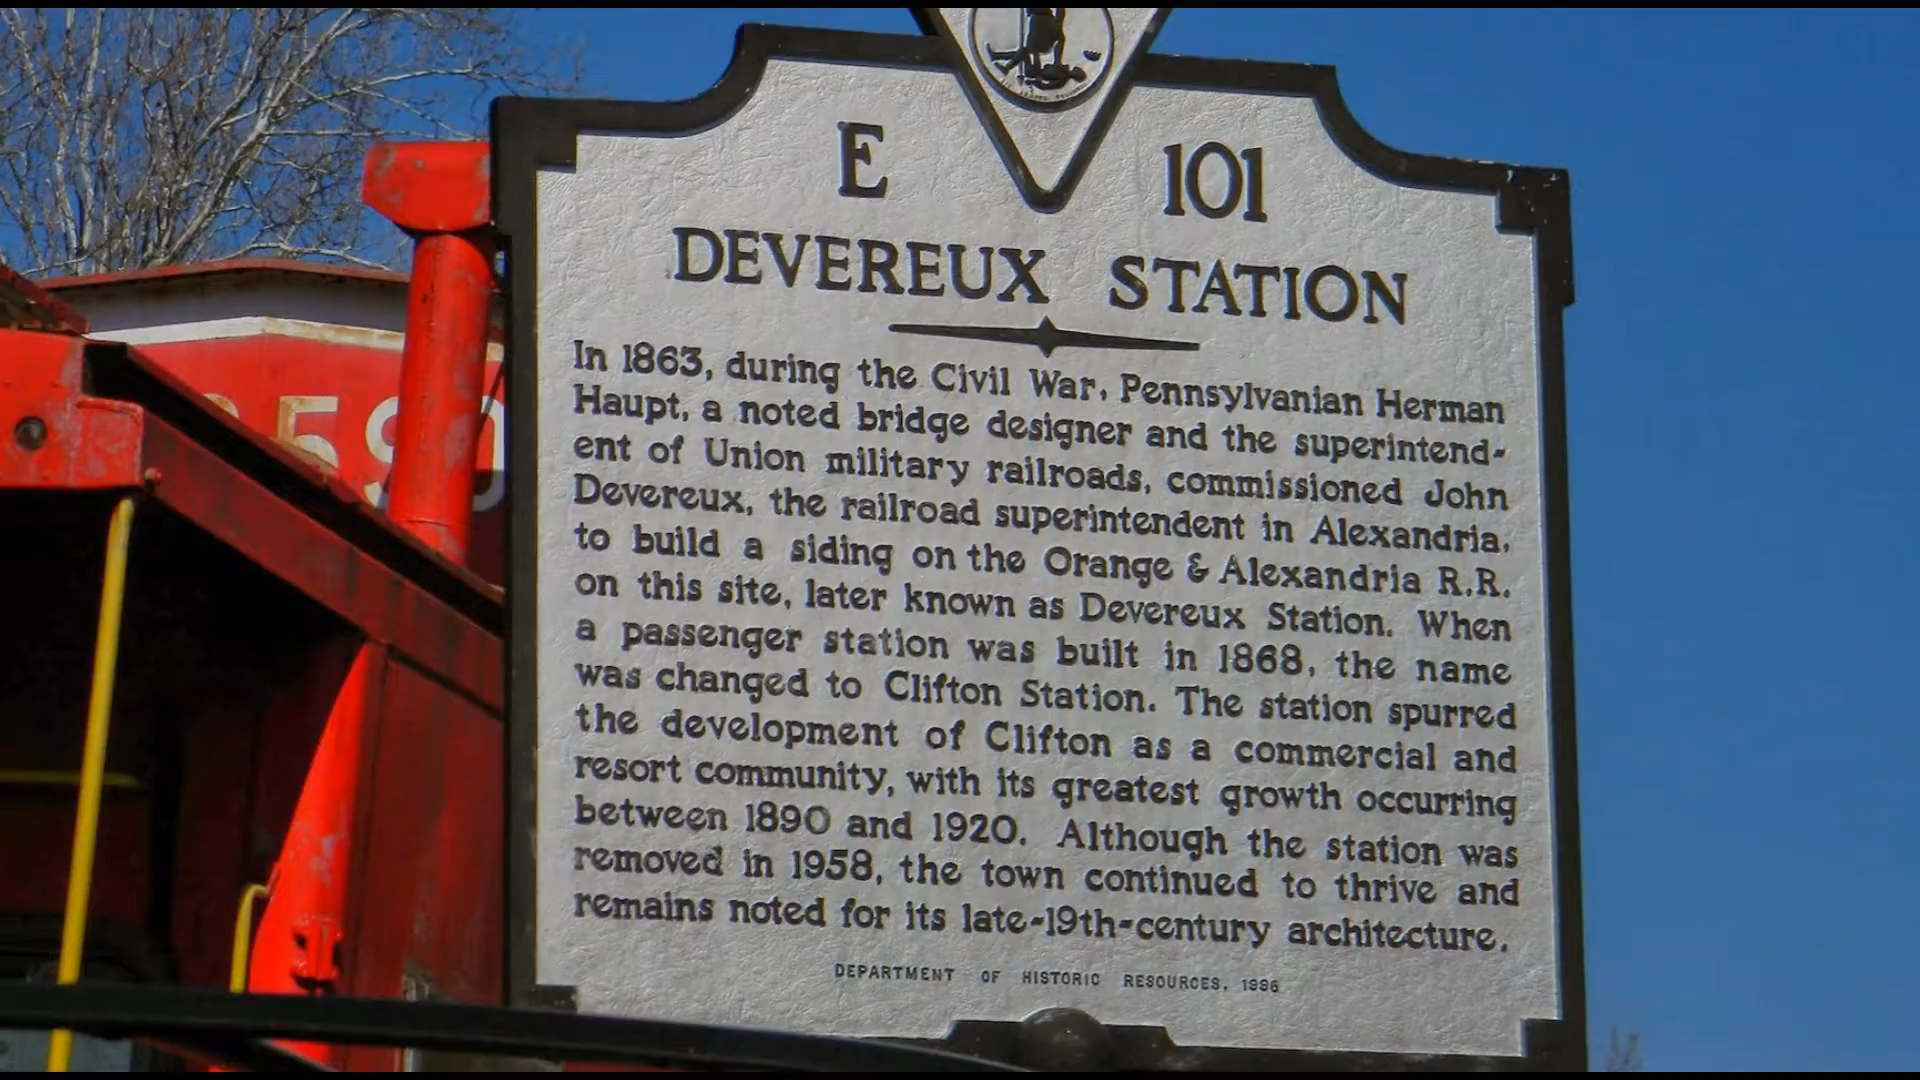 E 101
DEVEREUX STATION
In 1863, during the Civil War, Pennsylvanian Herman
Haupt, a noted bridge designer and the superintend-
ent of Union military railroads, commissioned John
Devereux, the railroad superintendent in Alexandria,
to build a siding on the Orange & Alexandria R.R.
on this site, later known as Devereux Station. When
a passenger station was built in 1868, the name
was changed to Clifton Station. The station spurred
the development of Clifton as a commercial and
resort community, with its greatest growth occurring
between 1890 and 1920. Although the station was
removed in 1958, the town continued to thrive and
remains noted for its late-19th-century architecture.
DEPARTMENT OF HISTORIC RESOURCES, 1996